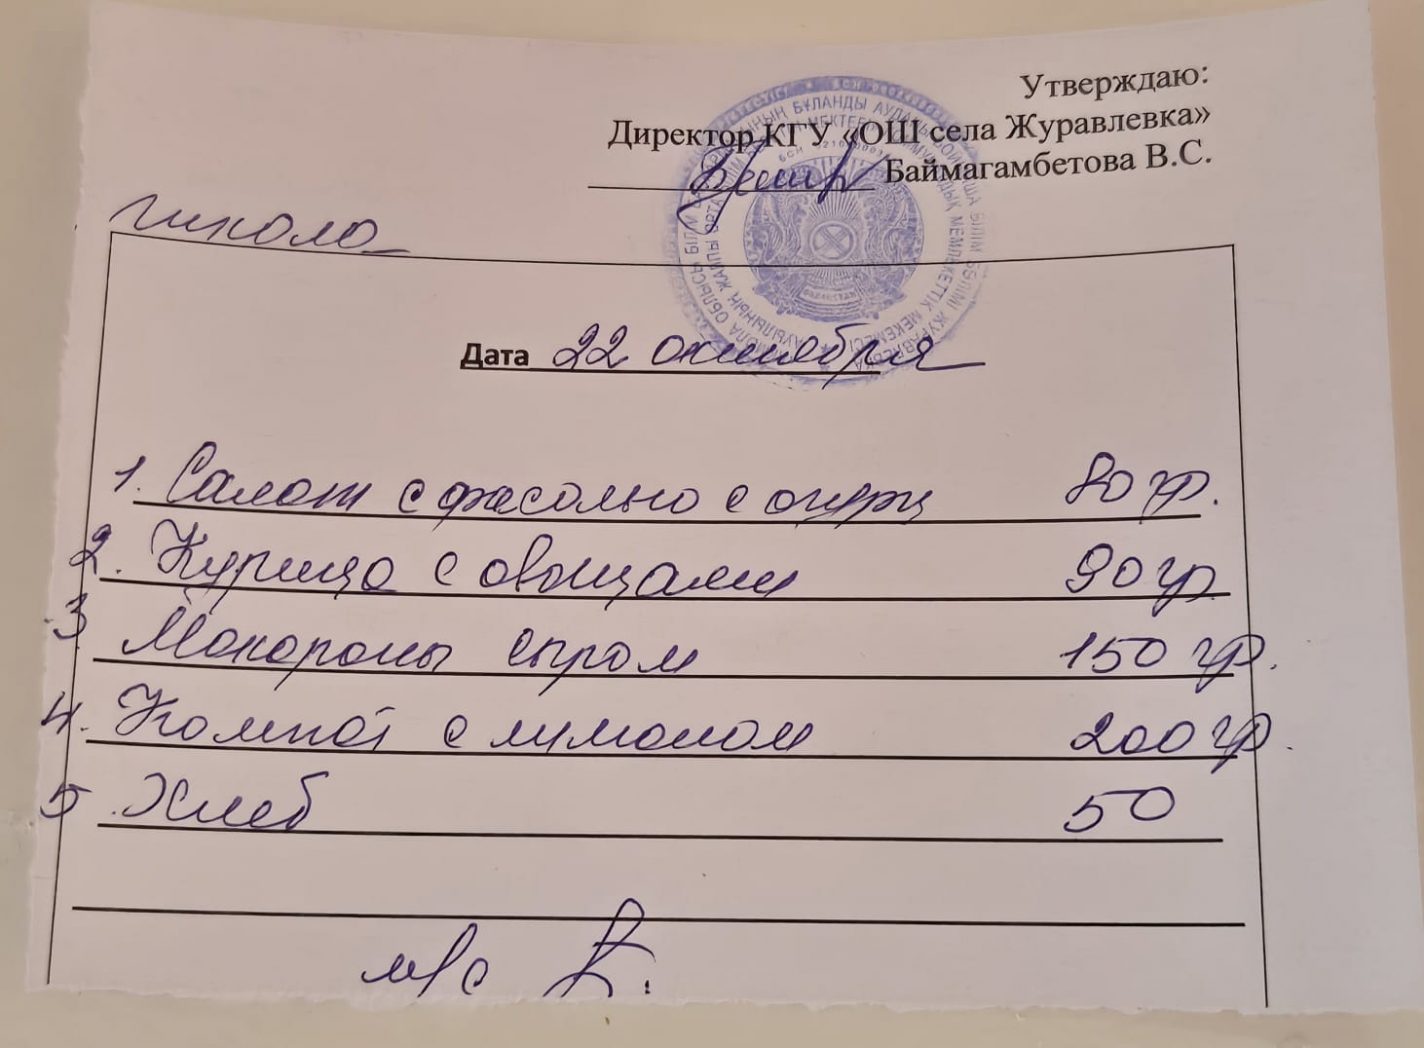 Утверждаю:
Директор КГУ «ОШ села Журавлевка»
Баймагамбетова В.С.
школа
Дата 22 октября
1. Салат с фасолью с огурц 80 гр.
2. Курица с овощами 90 гр.
3. Макароны сыром 150 гр.
4. Компот с лимоном 200 гр.
5. Хлеб 50
м/с